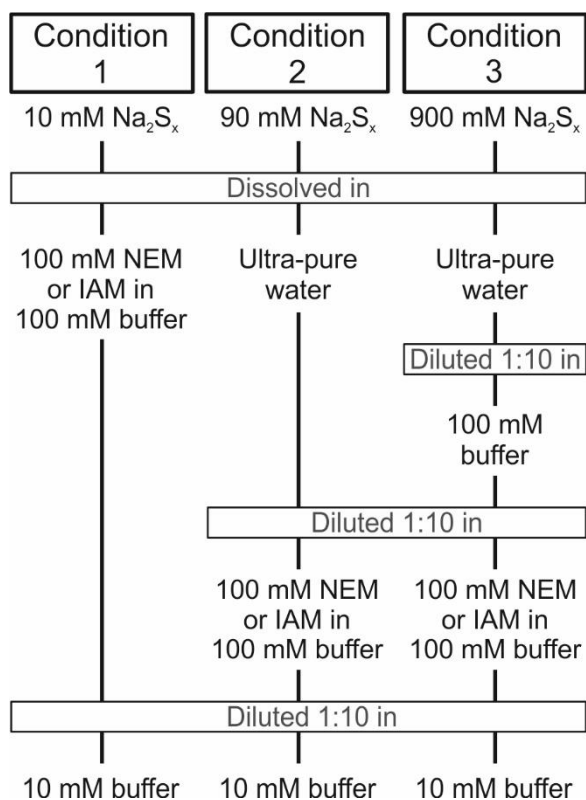 Condition 1
Condition 2
Condition 3
10 mM Na₂Sₓ
90 mM Na₂Sₓ
900 mM Na₂Sₓ
Dissolved in
100 mM NEM
or IAM in
100 mM buffer
Ultra-pure
water
Ultra-pure
water
Diluted 1:10 in
100 mM
buffer
Diluted 1:10 in
100 mM NEM
or IAM in
100 mM buffer
100 mM NEM
or IAM in
100 mM buffer
Diluted 1:10 in
10 mM buffer
10 mM buffer
10 mM buffer